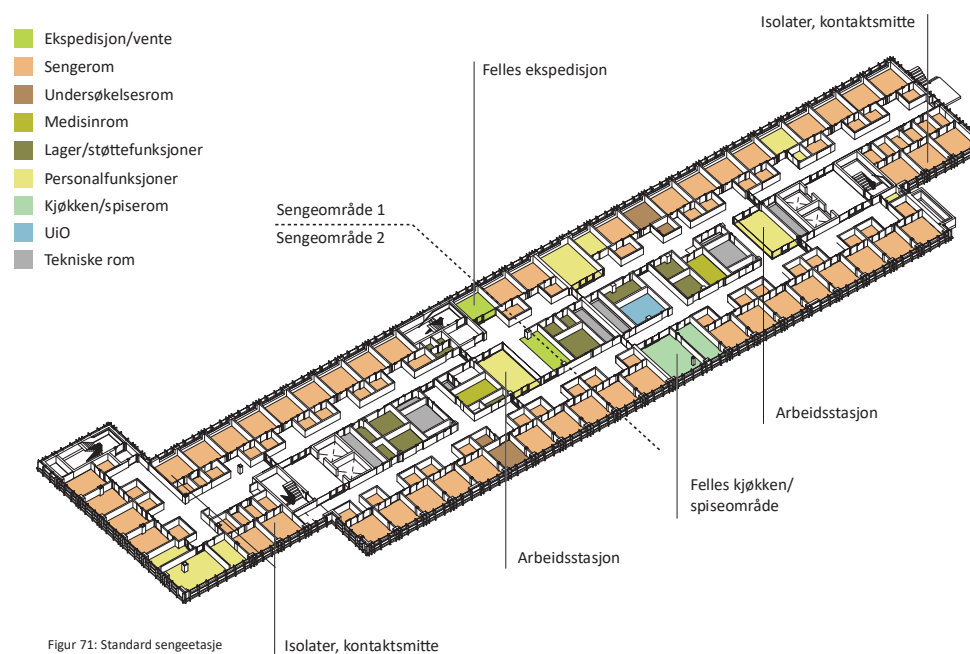 Isolater, kontaktsmitte
Ekspedisjon/vente
Sengerom
Undersøkelsesrom
Medisinrom
Lager/støttefunksjoner
Personalfunksjoner
Kjøkken/spiserom
UiO
Tekniske rom
Felles ekspedisjon
Sengeområde 1
Sengeområde 2
Arbeidsstasjon
Felles kjøkken/
spiseområde
Arbeidsstasjon
Figur 71: Standard sengeetasje
Isolater, kontaktsmitte